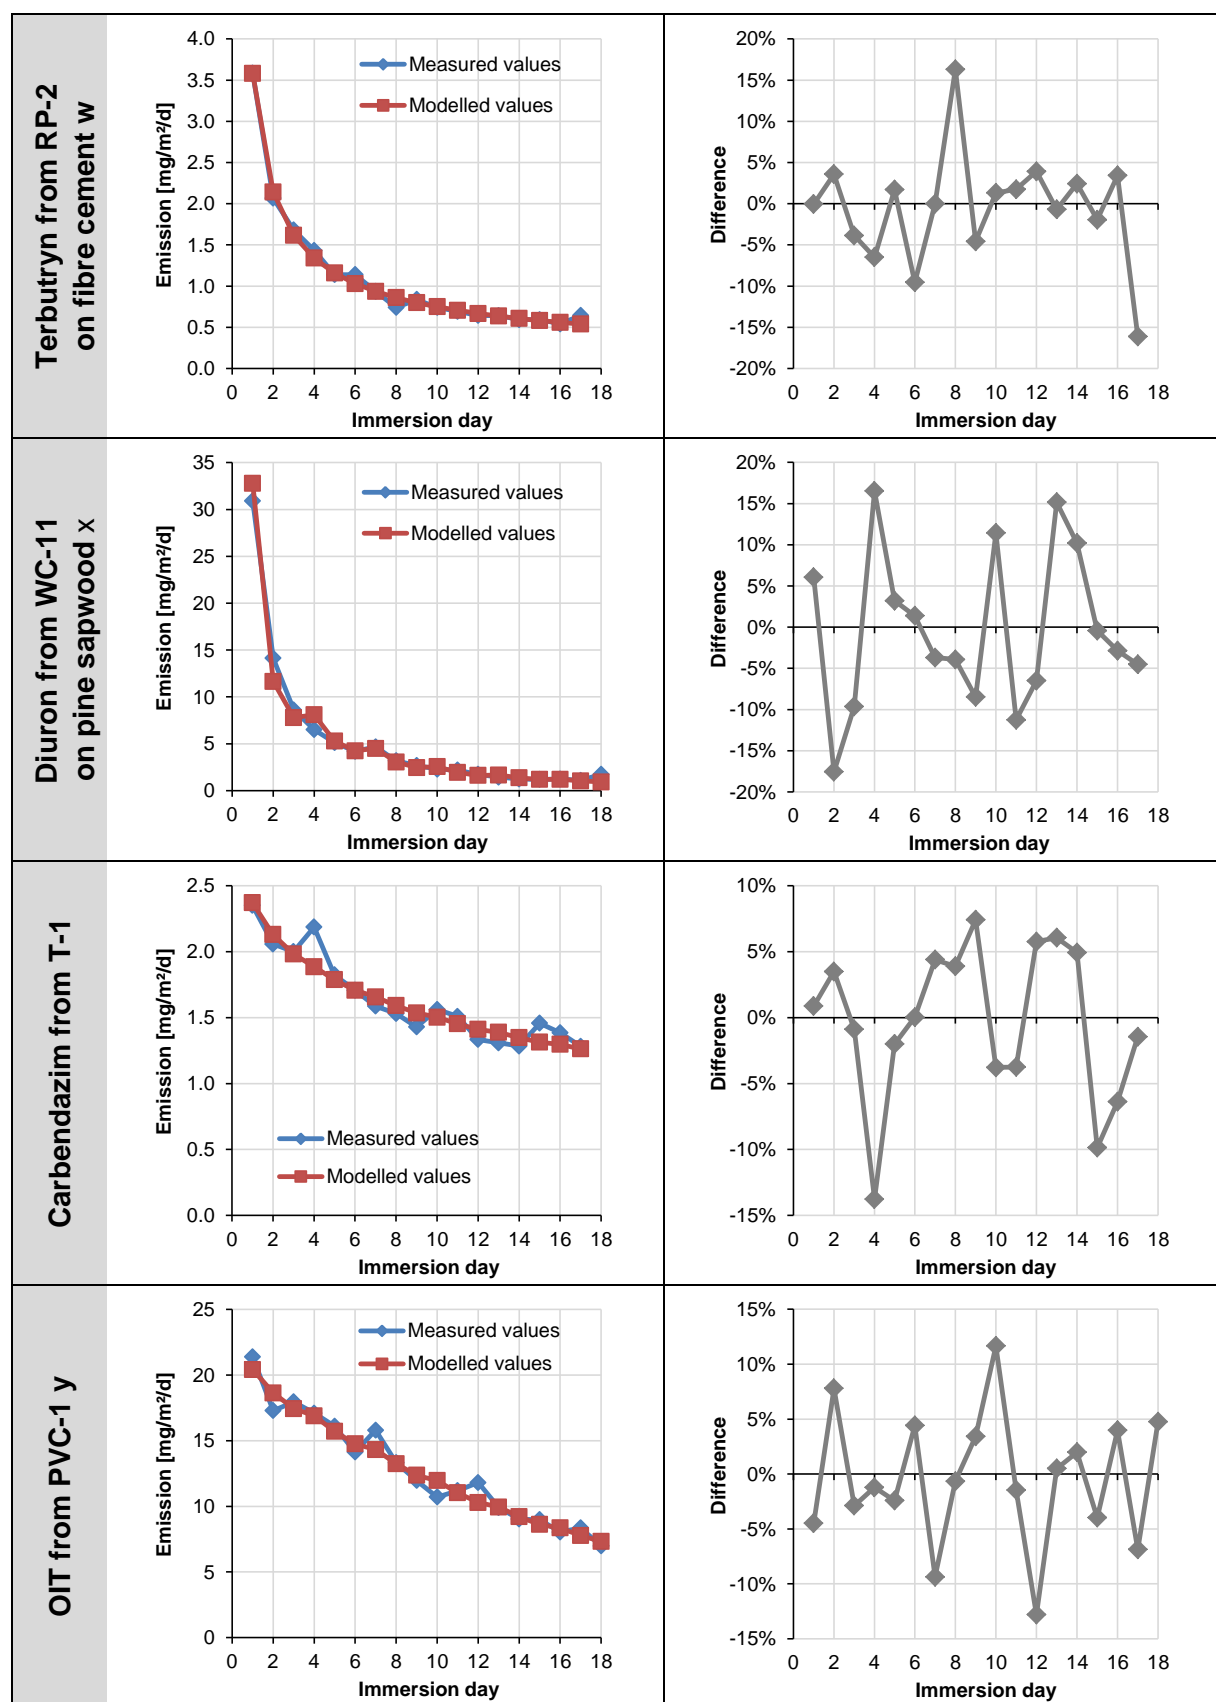 Terbutryn from RP-2
on fibre cement w
4.0
3.5
3.0
2.5
2.0
1.5
1.0
0.5
0.0
Emission [mg/m²/d]
Measured values
Modelled values
0 2 4 6 8 10 12 14 16 18
Immersion day
20%
15%
10%
5%
0%
-5%
-10%
-15%
-20%
Difference
0 2 4 6 8 10 12 14 16 18
Immersion day
Diuron from WC-11
on pine sapwood x
35
30
25
20
15
10
5
0
Emission [mg/m²/d]
Measured values
Modelled values
0 2 4 6 8 10 12 14 16 18
Immersion day
20%
15%
10%
5%
0%
-5%
-10%
-15%
-20%
Difference
0 2 4 6 8 10 12 14 16 18
Immersion day
Carbendazim from T-1
2.5
2.0
1.5
1.0
0.5
0.0
Emission [mg/m²/d]
Measured values
Modelled values
0 2 4 6 8 10 12 14 16 18
Immersion day
10%
5%
0%
-5%
-10%
-15%
Difference
0 2 4 6 8 10 12 14 16 18
Immersion day
OIT from PVC-1 y
25
20
15
10
5
0
Emission [mg/m²/d]
Measured values
Modelled values
0 2 4 6 8 10 12 14 16 18
Immersion day
15%
10%
5%
0%
-5%
-10%
-15%
Difference
0 2 4 6 8 10 12 14 16 18
Immersion day